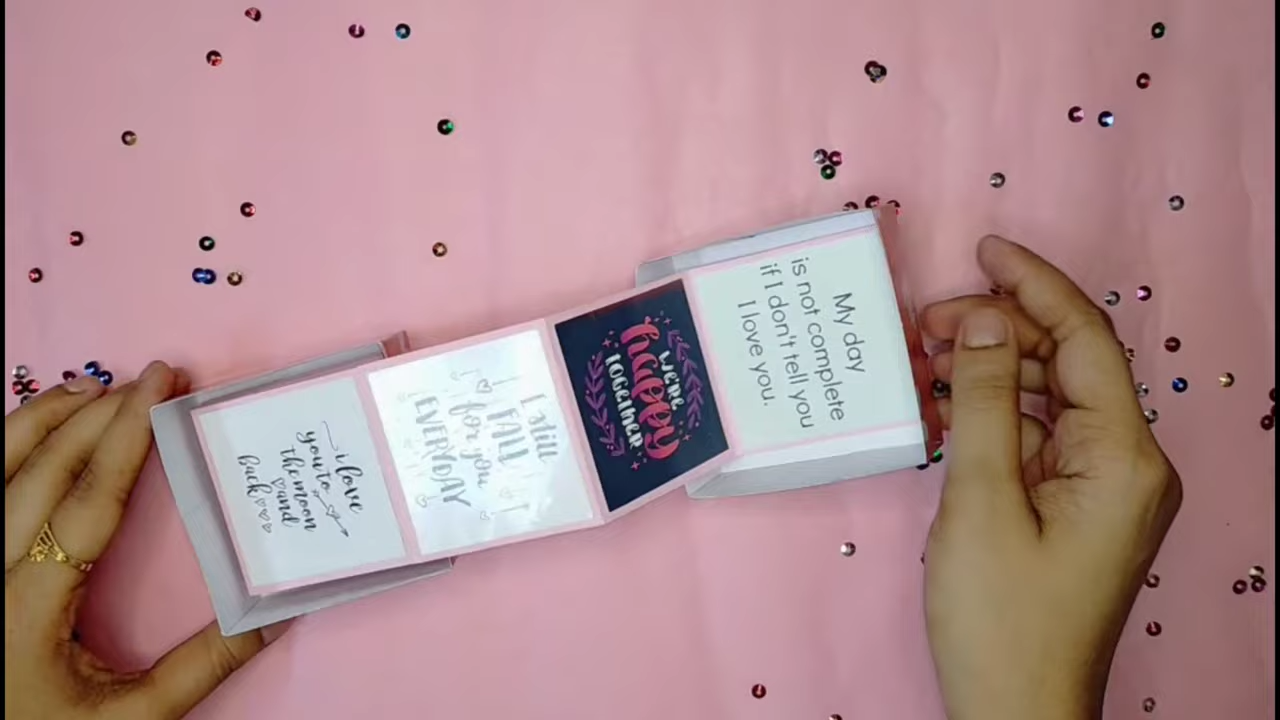 My day
is not complete
if I don't tell you
I love you.
we're
happy
TOGETHER
I still
FALL
for you
EVERYDAY
i love
you to
the moon
and
back